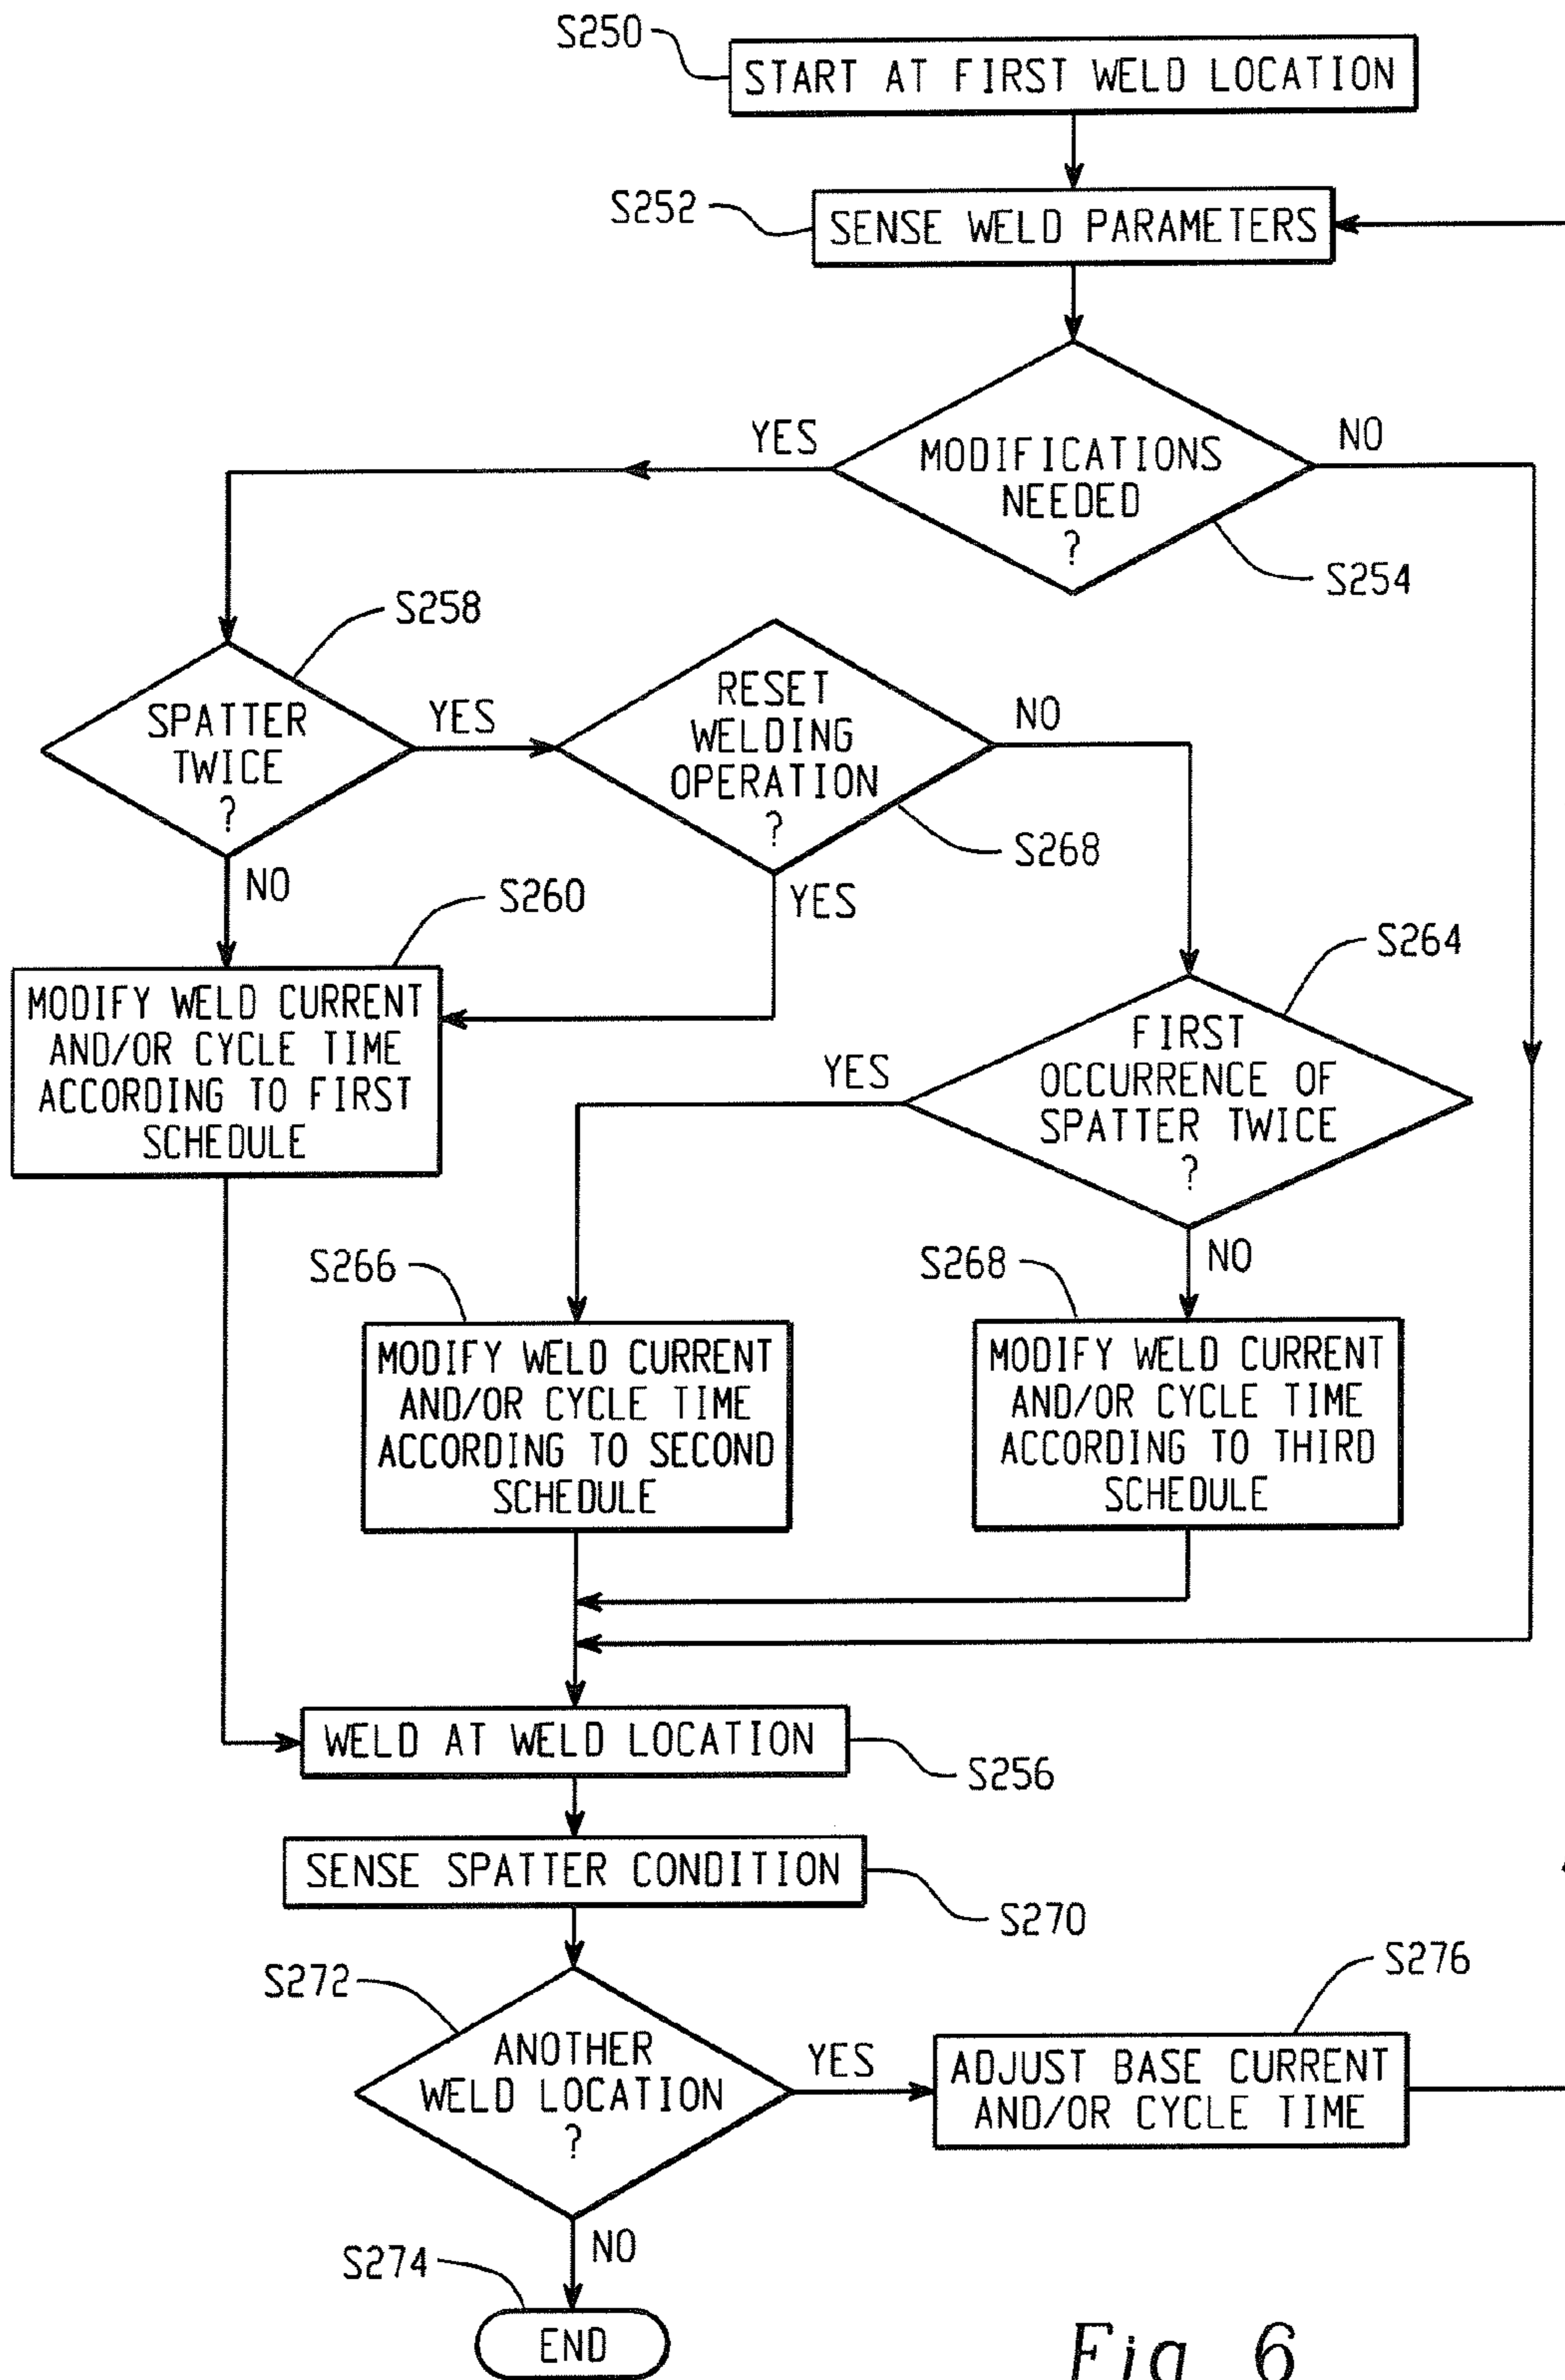 S250
START AT FIRST WELD LOCATION
S252
SENSE WELD PARAMETERS
YES
MODIFICATIONS
NEEDED
?
NO
S254
S258
SPATTER
TWICE
?
YES
RESET
WELDING
OPERATION
?
NO
S268
NO
YES
S260
MODIFY WELD CURRENT
AND/OR CYCLE TIME
ACCORDING TO FIRST
SCHEDULE
S264
YES
FIRST
OCCURRENCE OF
SPATTER TWICE
?
NO
S266
MODIFY WELD CURRENT
AND/OR CYCLE TIME
ACCORDING TO SECOND
SCHEDULE
S268
MODIFY WELD CURRENT
AND/OR CYCLE TIME
ACCORDING TO THIRD
SCHEDULE
WELD AT WELD LOCATION
S256
SENSE SPATTER CONDITION
S270
S272
ANOTHER
WELD LOCATION
?
YES
S276
ADJUST BASE CURRENT
AND/OR CYCLE TIME
NO
S274
END
Fig 6